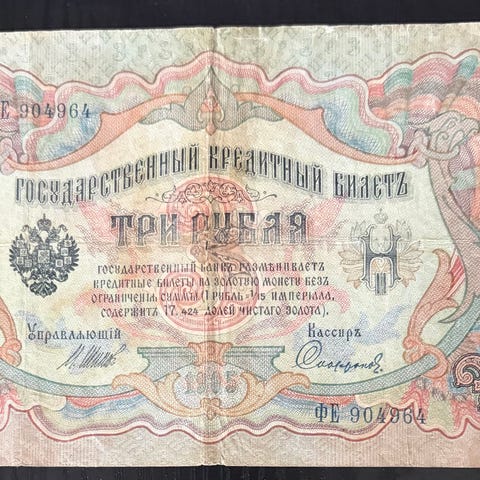 ФЕ 904964
ГОСУДАРСТВЕННЫЙ КРЕДИТНЫЙ БИЛЕТЪ
ТРИ РУБЛЯ
ГОСУДАРСТВЕННЫЙ БАНКЪ РАЗМѢНИВАЕТЪ
КРЕДИТНЫЕ БИЛЕТЫ НА ЗОЛОТУЮ МОНЕТУ БЕЗЪ
ОГРАНИЧЕНІЯ СУММЫ (1 РУБЛЬ = 1/15 ИМПЕРІАЛА,
СОДЕРЖИТЪ 17,424 ДОЛЕЙ ЧИСТАГО ЗОЛОТА).
Управляющій Кассиръ
1905
ФЕ 904964